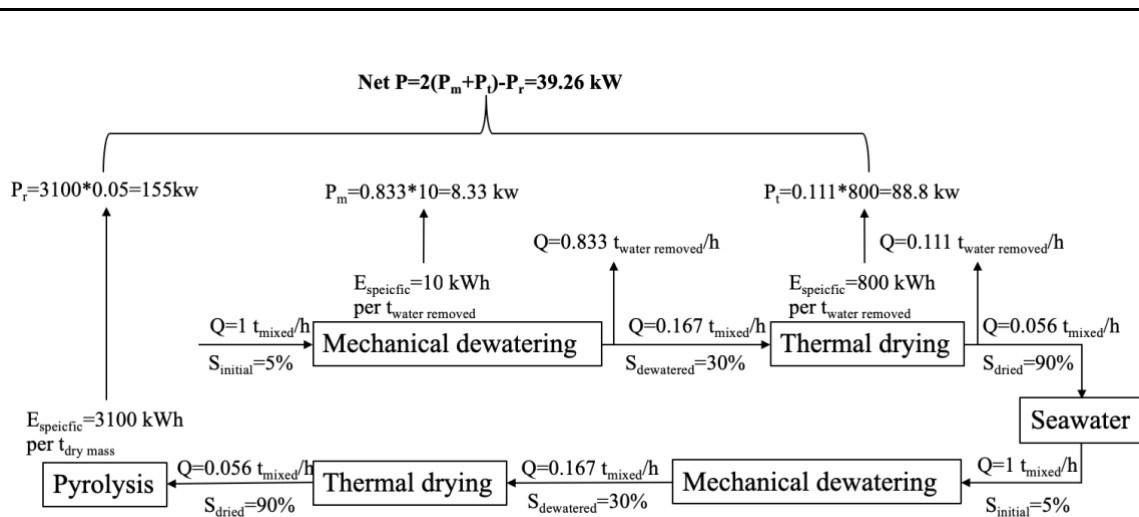 Net P=2(Pm+Pt)-Pr=39.26 kW
Pr=3100*0.05=155kw
Pm=0.833*10=8.33 kw
Pt=0.111*800=88.8 kw
Q=0.833 twater removed/h
Q=0.111 twater removed/h
Especific=10 kWh
per twater removed
Especific=800 kWh
per twater removed
Q=1 tmixed/h
Mechanical dewatering
Q=0.167 tmixed/h
Thermal drying
Q=0.056 tmixed/h
Sinitial=5%
Sdewatered=30%
Sdried=90%
Seawater
Especific=3100 kWh
per tdry mass
Pyrolysis
Q=0.056 tmixed/h
Sdried=90%
Thermal drying
Q=0.167 tmixed/h
Sdewatered=30%
Mechanical dewatering
Q=1 tmixed/h
Sinitial=5%